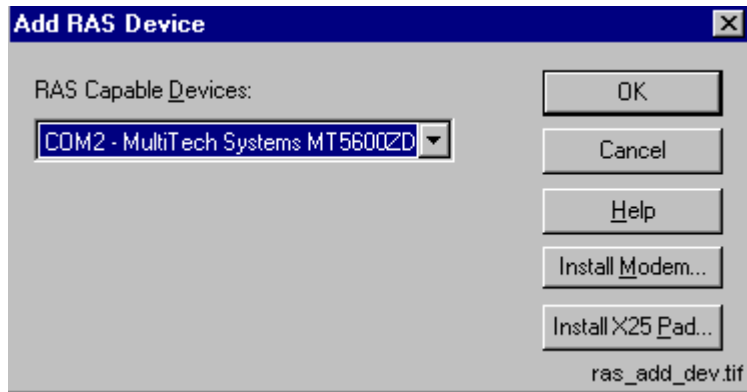 Add RAS Device
RAS Capable Devices:
COM2 - MultiTech Systems MT5600ZD
OK
Cancel
Help
Install Modem...
Install X25 Pad...
ras_add_dev.tif